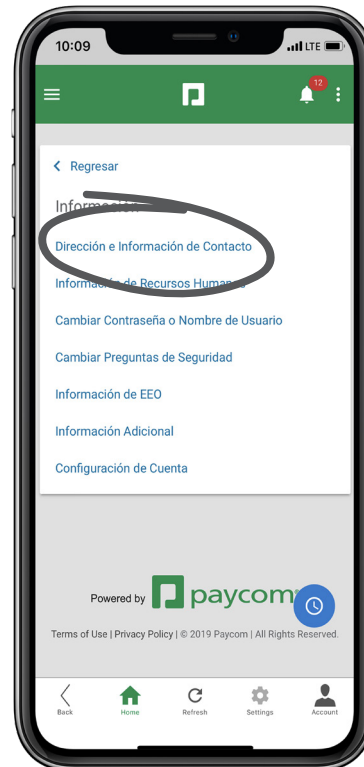 10:09
LTE
12
Regresar
Información
Dirección e Información de Contacto
Información de Recursos Humanos
Cambiar Contraseña o Nombre de Usuario
Cambiar Preguntas de Seguridad
Información de EEO
Información Adicional
Configuración de Cuenta
Powered by paycom
Terms of Use | Privacy Policy | © 2019 Paycom | All Rights Reserved.
Back Home Refresh Settings Account